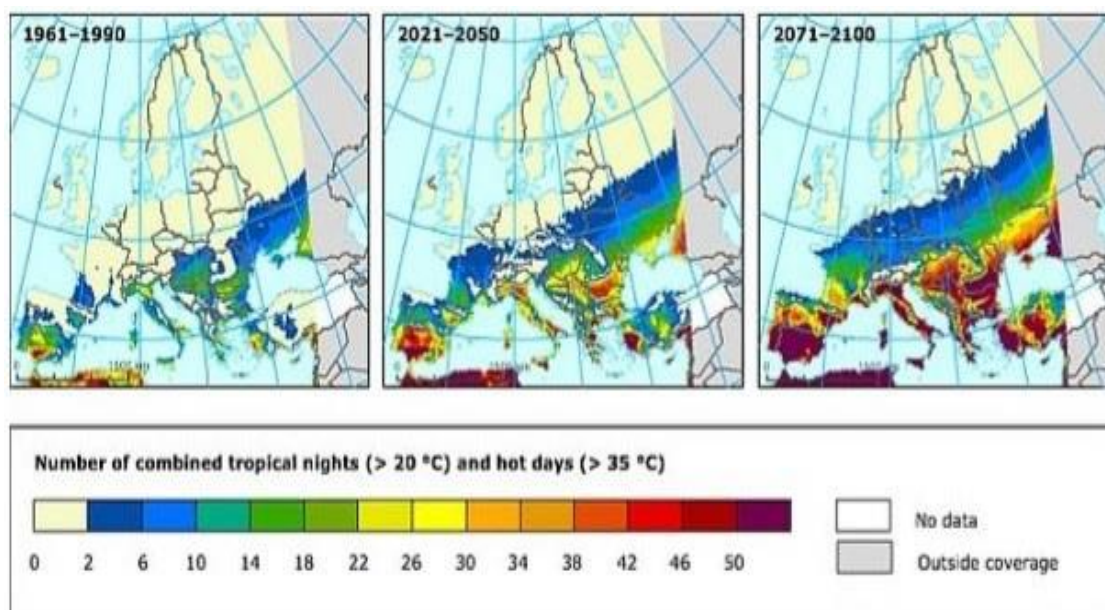 1961–1990
2021–2050
2071–2100
Number of combined tropical nights (> 20 °C) and hot days (> 35 °C)
0 2 6 10 14 18 22 26 30 34 38 42 46 50
No data
Outside coverage